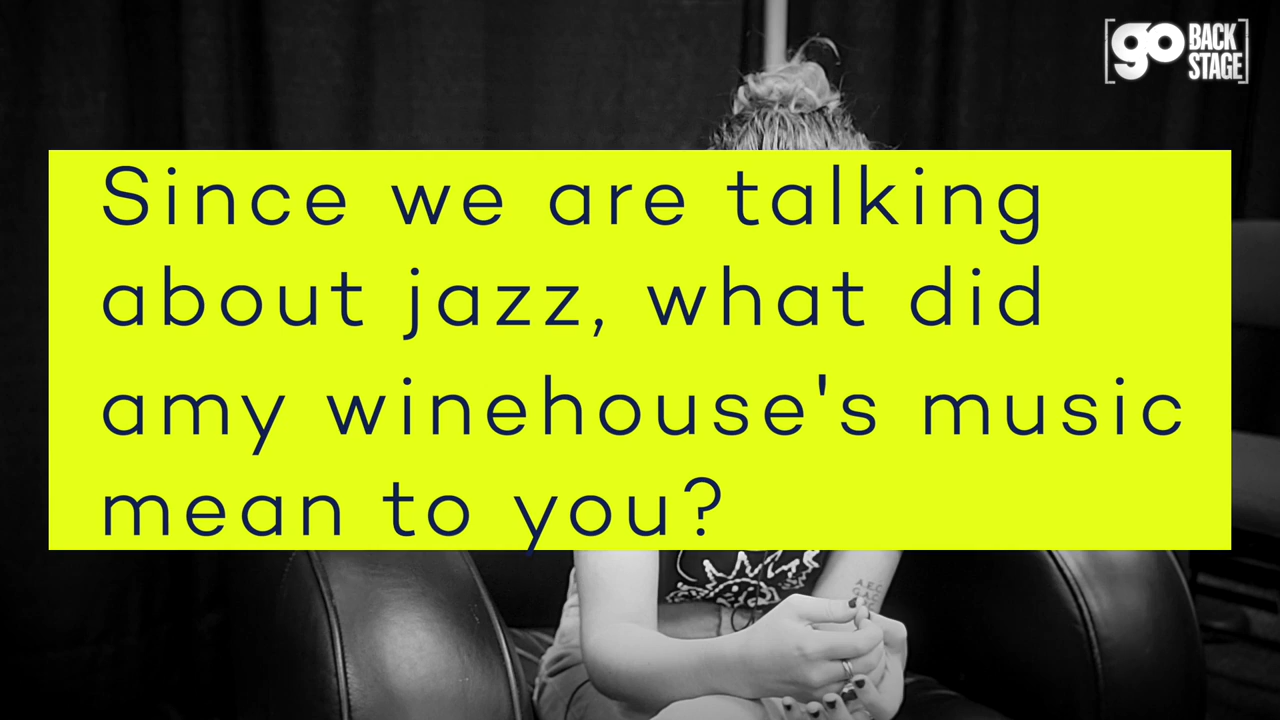 go BACK
STAGE
Since we are talking
about jazz, what did
amy winehouse's music
mean to you?